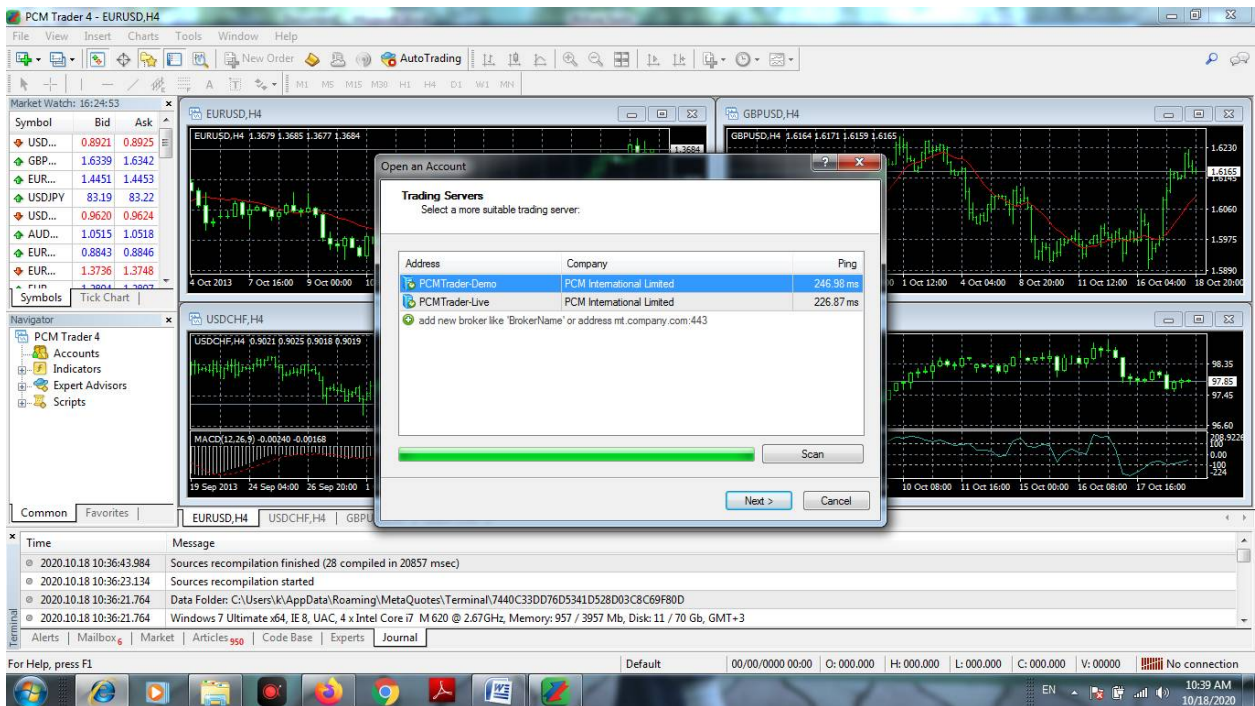 PCM Trader 4 - EURUSD,H4
File View Insert Charts Tools Window Help
New Order AutoTrading
A T M1 M5 M15 M30 H1 H4 D1 W1 MN
Market Watch: 16:24:53
Symbol Bid Ask
USD... 0.8921 0.8925
GBP... 1.6339 1.6342
EUR... 1.4451 1.4453
USDJPY 83.19 83.22
USD... 0.9620 0.9624
AUD... 1.0515 1.0518
EUR... 0.8843 0.8846
EUR... 1.3736 1.3748
Symbols Tick Chart
Navigator
PCM Trader 4
Accounts
Indicators
Expert Advisors
Scripts
Common Favorites
EURUSD,H4
EURUSD,H4 1.3679 1.3685 1.3677 1.3684
1.3684
4 Oct 2013 7 Oct 16:00 9 Oct 00:00
GBPUSD,H4
GBPUSD,H4 1.6164 1.6171 1.6159 1.6165
1.6230
1.6165
1.6145
1.6060
1.5975
1.5890
1 Oct 12:00 4 Oct 04:00 8 Oct 20:00 11 Oct 12:00 16 Oct 04:00 18 Oct 20:00
USDCHF,H4
USDCHF,H4 0.9021 0.9025 0.9018 0.9019
MACD(12,26,9) -0.00240 -0.00168
19 Sep 2013 24 Sep 04:00 26 Sep 20:00
98.35
97.85
97.45
96.60
208.9226
100
0.00
-100
-224
10 Oct 08:00 11 Oct 16:00 15 Oct 00:00 16 Oct 08:00 17 Oct 16:00
Open an Account
Trading Servers
Select a more suitable trading server:
Address Company Ping
PCMTrader-Demo PCM International Limited 246.98 ms
PCMTrader-Live PCM International Limited 226.87 ms
add new broker like 'BrokerName' or address mt.company.com:443
Scan
Next > Cancel
EURUSD,H4 USDCHF,H4 GBPU
Time Message
2020.10.18 10:36:43.984 Sources recompilation finished (28 compiled in 20857 msec)
2020.10.18 10:36:23.134 Sources recompilation started
2020.10.18 10:36:21.764 Data Folder: C:\Users\k\AppData\Roaming\MetaQuotes\Terminal\7440C33DD76D5341D528D03C8C69F80D
2020.10.18 10:36:21.764 Windows 7 Ultimate x64, IE 8, UAC, 4 x Intel Core i7 M 620 @ 2.67GHz, Memory: 957 / 3957 Mb, Disk: 11 / 70 Gb, GMT+3
Terminal
Alerts Mailbox 6 Market Articles 950 Code Base Experts Journal
For Help, press F1 Default 00/00/0000 00:00 O: 000.000 H: 000.000 L: 000.000 C: 000.000 V: 00000 No connection
EN 10:39 AM
10/18/2020